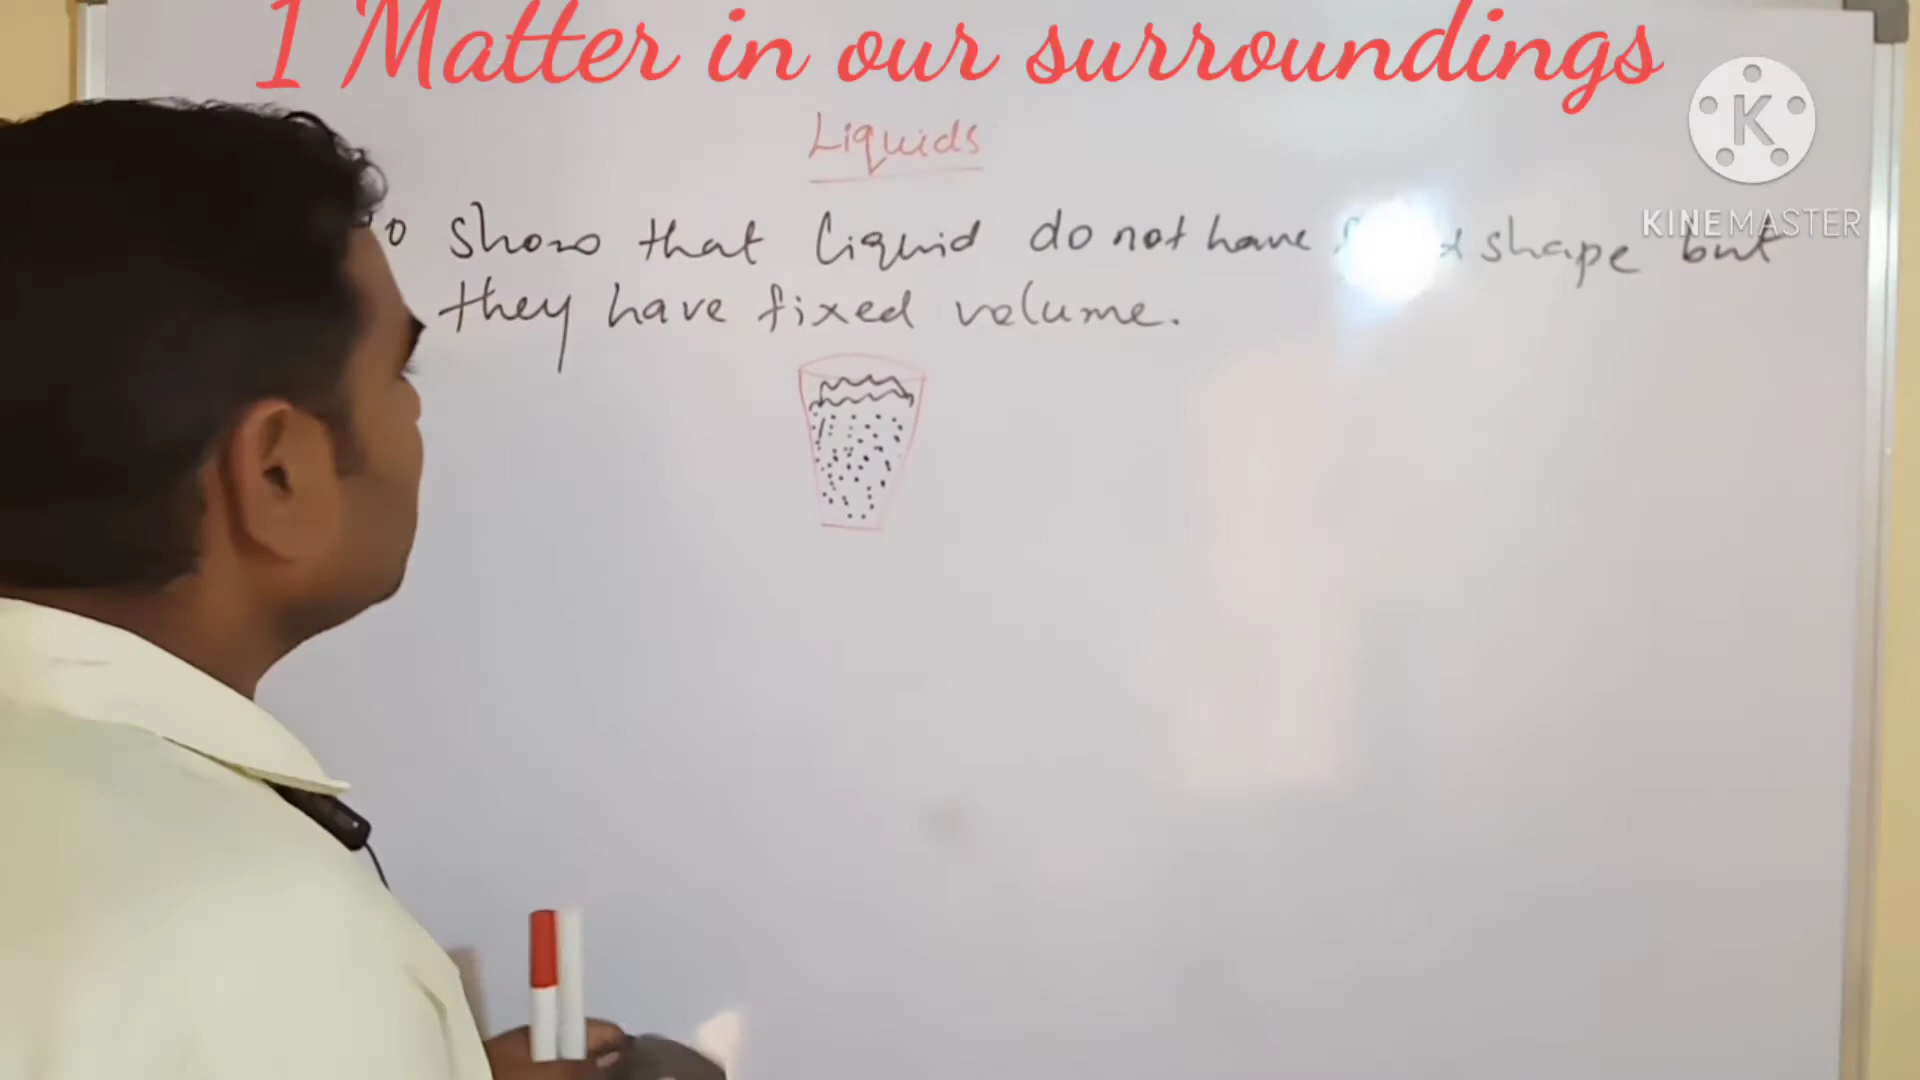 1 Matter in our surroundings
K
KINEMASTER
Liquids
show that liquid do not have shape but
they have fixed volume.